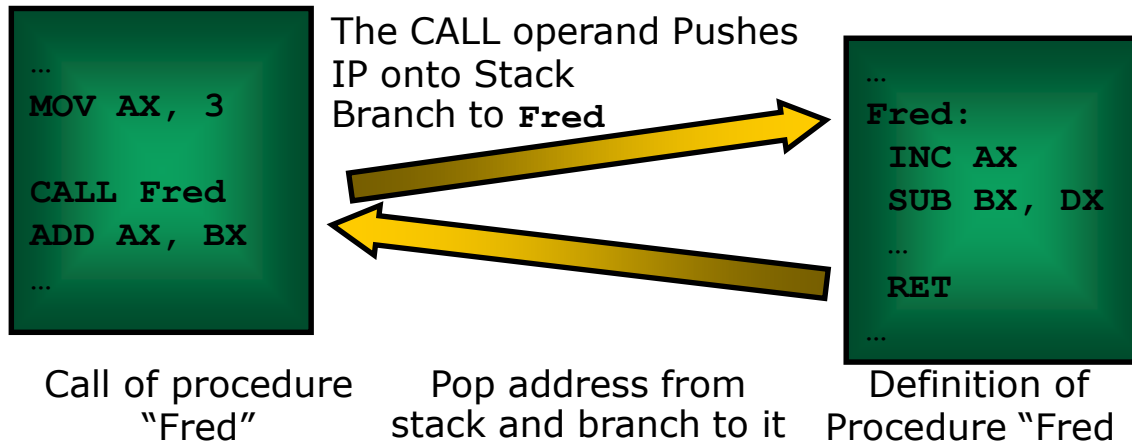 …
MOV AX, 3
CALL Fred
ADD AX, BX
…
The CALL operand Pushes
IP onto Stack
Branch to Fred
…
Fred:
INC AX
SUB BX, DX
…
RET
…
Call of procedure
“Fred”
Pop address from
stack and branch to it
Definition of
Procedure “Fred